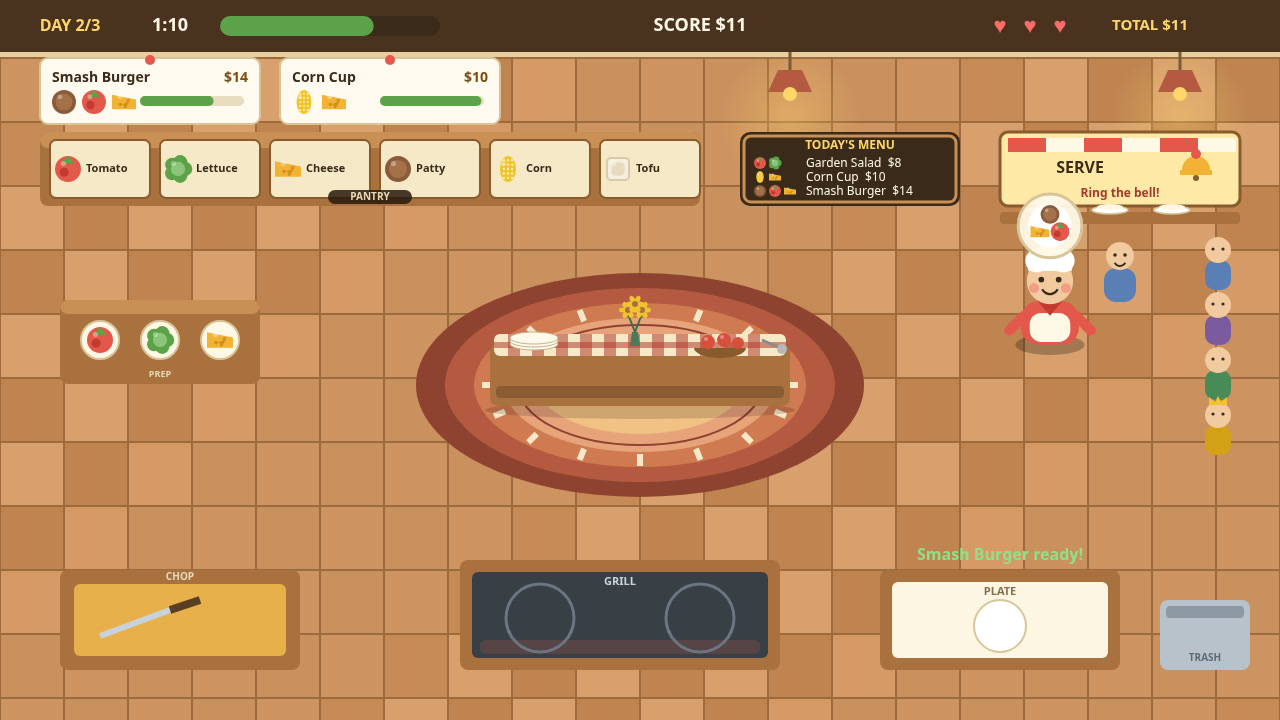 DAY 2/3 1:10 SCORE $11 TOTAL $11
Smash Burger $14
Corn Cup $10
Tomato
Lettuce
Cheese
Patty
Corn
Tofu
PANTRY
TODAY'S MENU
Garden Salad $8
Corn Cup $10
Smash Burger $14
SERVE
Ring the bell!
PREP
Smash Burger ready!
CHOP
GRILL
PLATE
TRASH